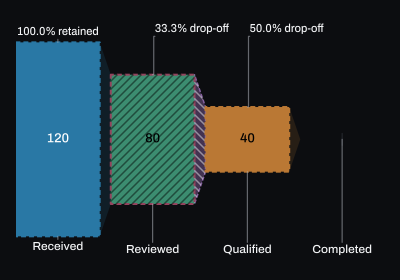 100.0% retained
33.3% drop-off
50.0% drop-off
120
80
40
Received
Reviewed
Qualified
Completed